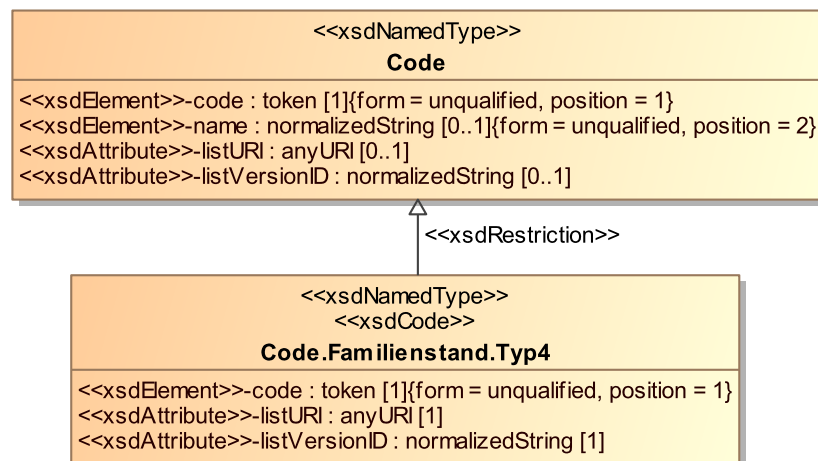 <<xsdNamedType>>
Code
<<xsdElement>>-code : token [1]{form = unqualified, position = 1}
<<xsdElement>>-name : normalizedString [0..1]{form = unqualified, position = 2}
<<xsdAttribute>>-listURI : anyURI [0..1]
<<xsdAttribute>>-listVersionID : normalizedString [0..1]
<<xsdRestriction>>
<<xsdNamedType>>
<<xsdCode>>
Code.Familienstand.Typ4
<<xsdElement>>-code : token [1]{form = unqualified, position = 1}
<<xsdAttribute>>-listURI : anyURI [1]
<<xsdAttribute>>-listVersionID : normalizedString [1]